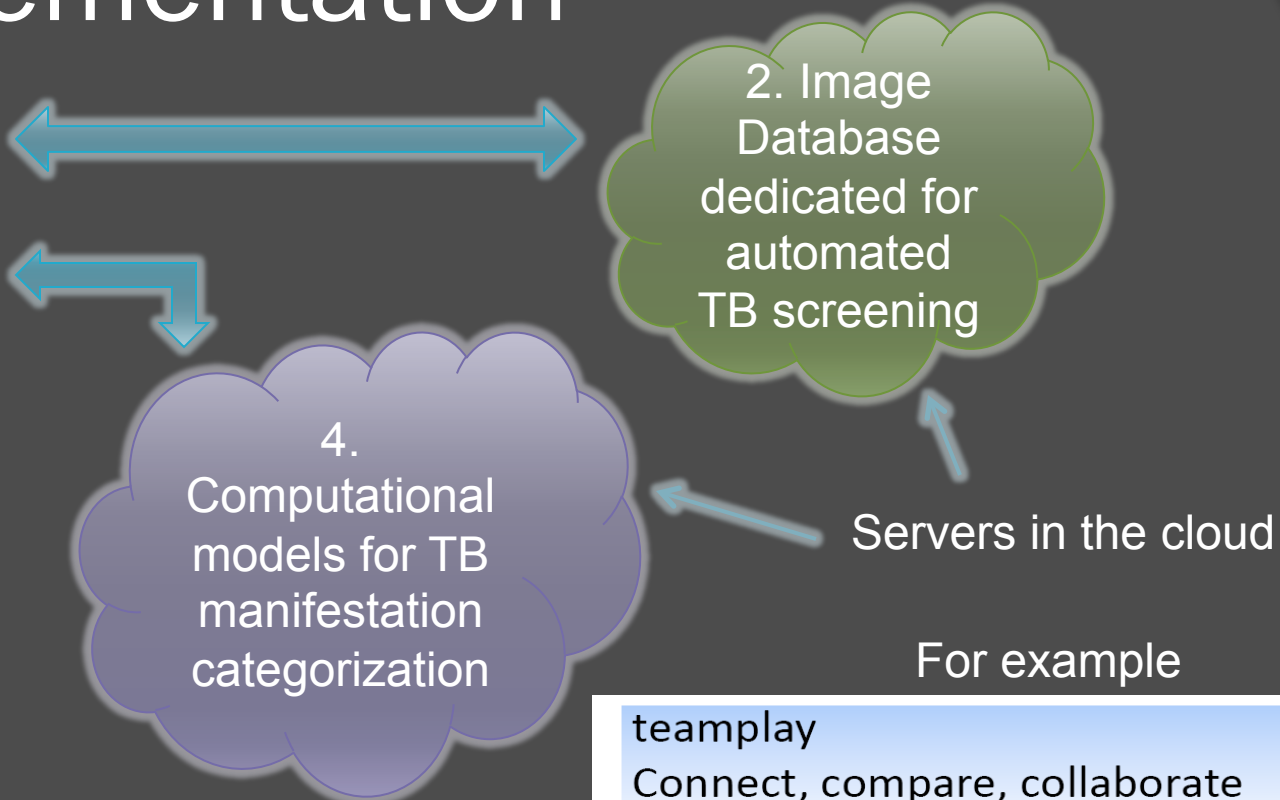 ementation
2. Image
Database
dedicated for
automated
TB screening
4.
Computational
models for TB
manifestation
categorization
Servers in the cloud
For example
teamplay
Connect, compare, collaborate